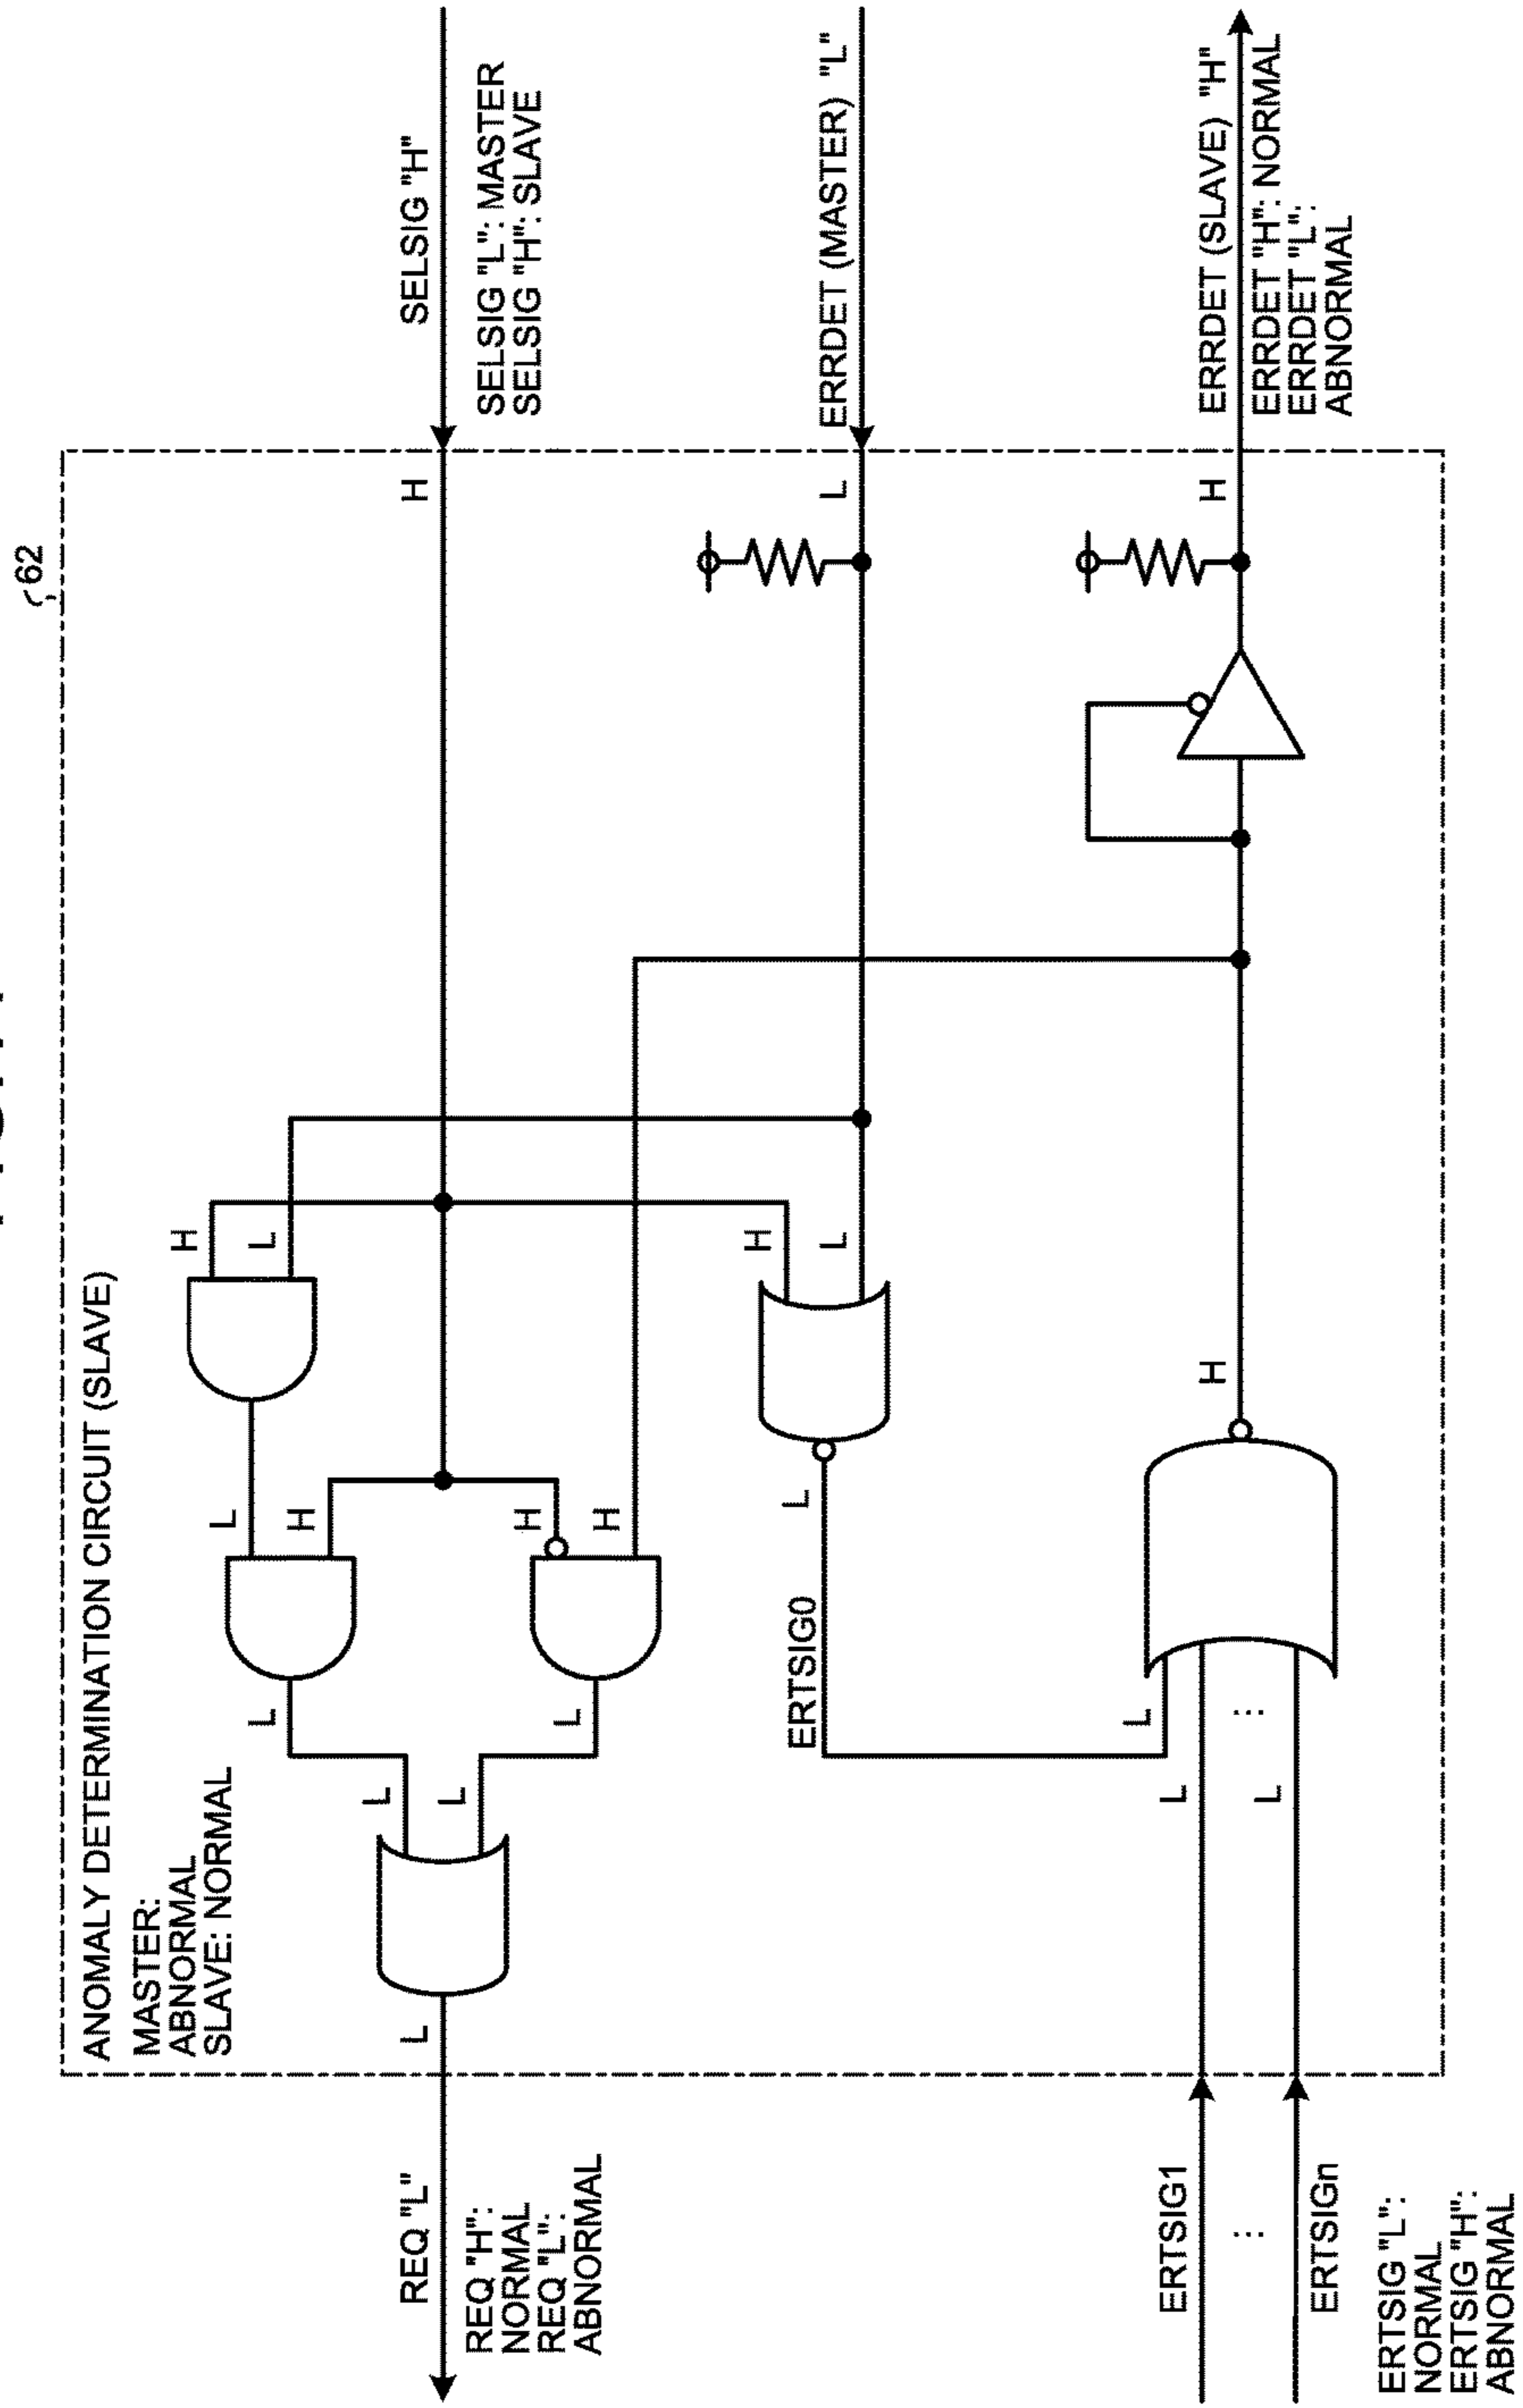 62
ANOMALY DETERMINATION CIRCUIT (SLAVE)
MASTER:
ABNORMAL
SLAVE: NORMAL
REQ "L"
REQ "H":
NORMAL
REQ "L":
ABNORMAL
L
L
L
L
L
L
H
H
H
H
L
H
SELSIG "H"
SELSIG "L": MASTER
SELSIG "H": SLAVE
ERTSIG0
L
H
L
L
ERRDET (MASTER) "L"
ERTSIG1
...
ERTSIGn
ERTSIG "L":
NORMAL
ERTSIG "H":
ABNORMAL
L
L
...
L
H
H
ERRDET (SLAVE) "H"
ERRDET "H": NORMAL
ERRDET "L":
ABNORMAL